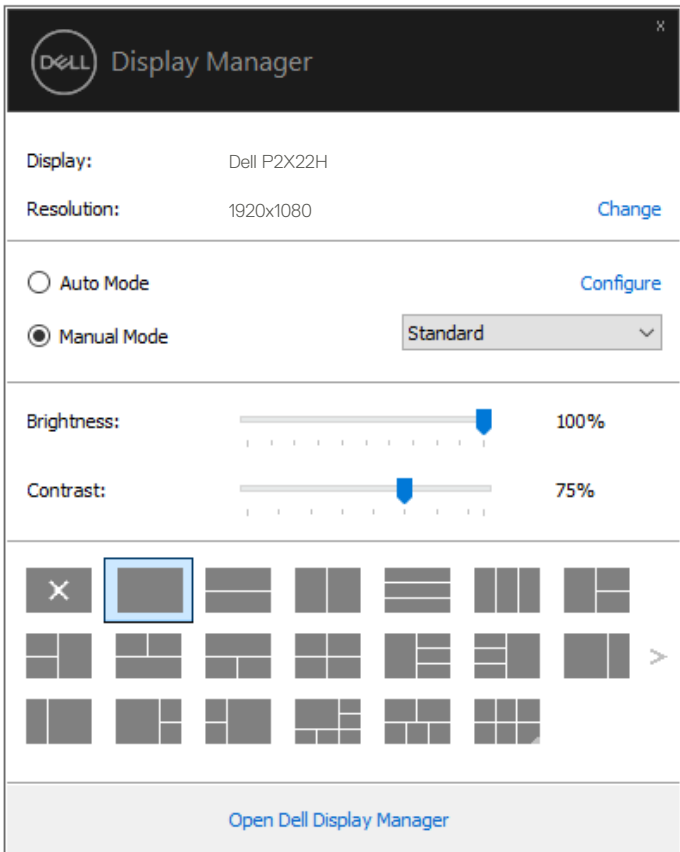 x
DELL Display Manager
Display: Dell P2X22H
Resolution: 1920x1080 Change
Auto Mode Configure
Manual Mode Standard
Brightness: 100%
Contrast: 75%
Open Dell Display Manager